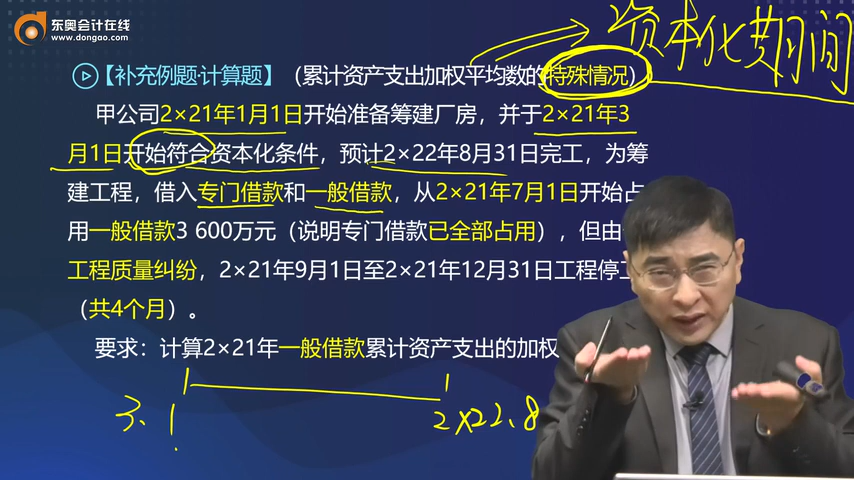 东奥会计在线
www.dongao.com
资本化期间
【补充例题·计算题】（累计资产支出加权平均数的特殊情况）
甲公司2×21年1月1日开始准备筹建厂房，并于2×21年3
月1日开始符合资本化条件，预计2×22年8月31日完工，为筹
建工程，借入专门借款和一般借款，从2×21年7月1日开始占
用一般借款3 600万元（说明专门借款已全部占用），但由
工程质量纠纷，2×21年9月1日至2×21年12月31日工程停工
（共4个月）。
要求：计算2×21年一般借款累计资产支出的加权
3.1
2×22.8